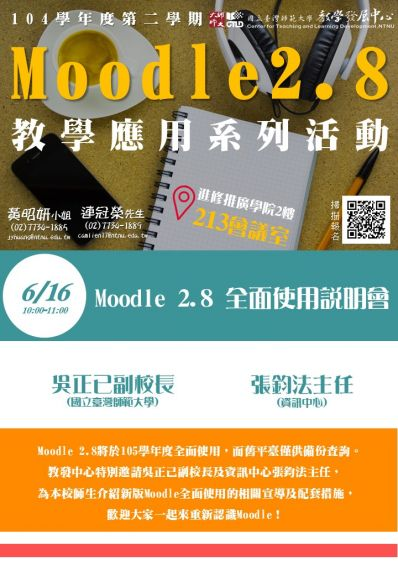 104學年度第二學期 大師師大 CTLD 國立臺灣師範大學 教學發展中心
Center for Teaching and Learning Development, NTNU
Moodle2.8
教學應用系列活動
進修推廣學院2樓
213會議室
黃昭妍小姐 連冠榮先生
(02)7734-1885 (02)7734-1889
jyhuang@ntnu.edu.tw
掃描報名
6/16
10:00-11:00
Moodle 2.8 全面使用說明會
吳正己副校長 張鈞法主任
(國立臺灣師範大學) (資訊中心)
Moodle 2.8將於105學年度全面使用，而舊平臺僅供備份查詢。
教發中心特別邀請吳正己副校長及資訊中心張鈞法主任，
為本校師生介紹新版Moodle全面使用的相關宣導及配套措施，
歡迎大家一起來重新認識Moodle！